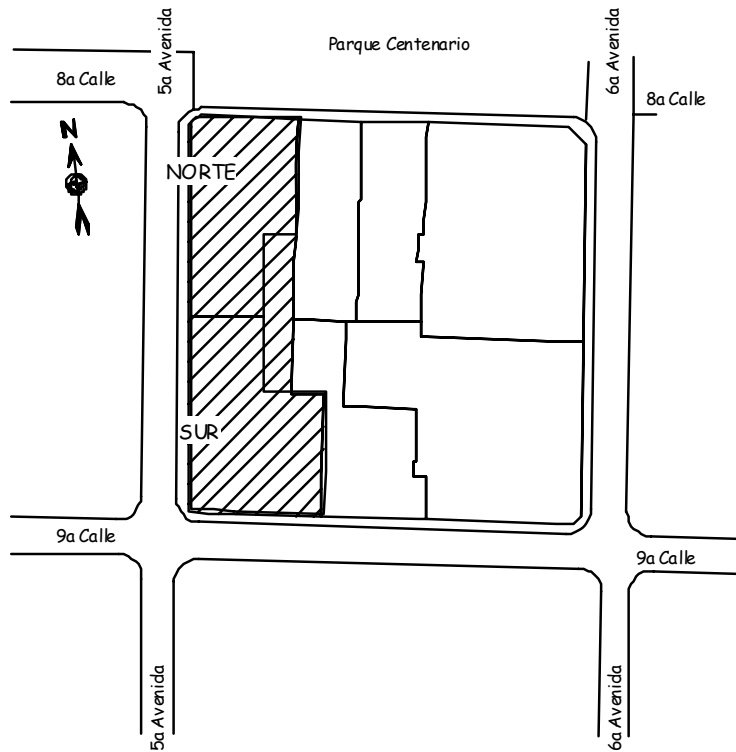 5a Avenida
Parque Centenario
6a Avenida
8a Calle
8a Calle
N
NORTE
SUR
9a Calle
9a Calle
5a Avenida
6a Avenida